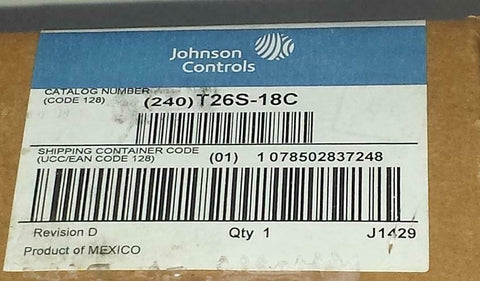 Johnson
Controls
CATALOG NUMBER
(CODE 128)
(240) T26S-18C
SHIPPING CONTAINER CODE
(UCC/EAN CODE 128)
(01) 1 078502837248
Revision D
Qty 1
J1429
Product of MEXICO